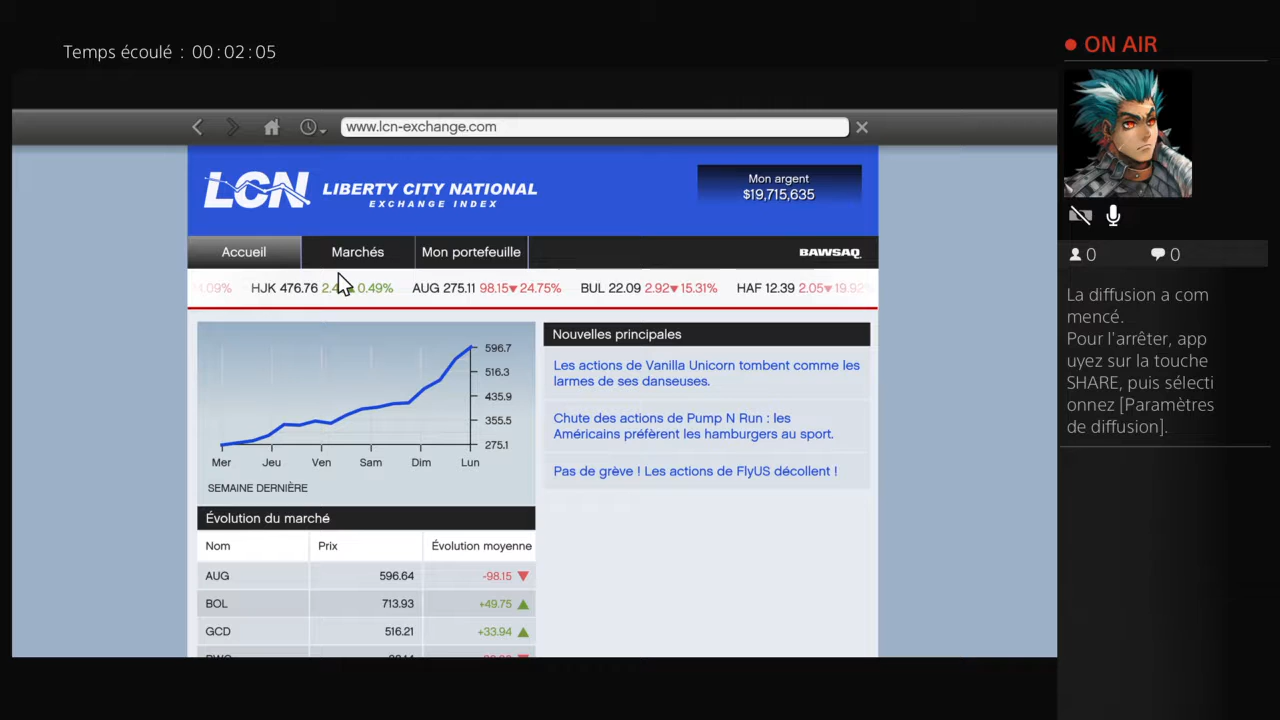 Temps écoulé : 00:02:05
ON AIR
www.lcn-exchange.com
LCN LIBERTY CITY NATIONAL
EXCHANGE INDEX
Mon argent
$19,715,635
Accueil Marchés Mon portefeuille BAWSAQ
4.09% HJK 476.76 2.4 0.49% AUG 275.11 98.15▼24.75% BUL 22.09 2.92▼15.31% HAF 12.39 2.05▼19.92%
0 0
La diffusion a com
mencé.
Pour l'arrêter, app
uyez sur la touche
SHARE, puis sélecti
onnez [Paramètres
de diffusion].
596.7
516.3
435.9
355.5
275.1
Mer Jeu Ven Sam Dim Lun
SEMAINE DERNIÈRE
Nouvelles principales
Les actions de Vanilla Unicorn tombent comme les
larmes de ses danseuses.
Chute des actions de Pump N Run : les
Américains préfèrent les hamburgers au sport.
Pas de grève ! Les actions de FlyUS décollent !
Évolution du marché
Nom Prix Évolution moyenne
AUG 596.64 -98.15 ▼
BOL 713.93 +49.75 ▲
GCD 516.21 +33.94 ▲